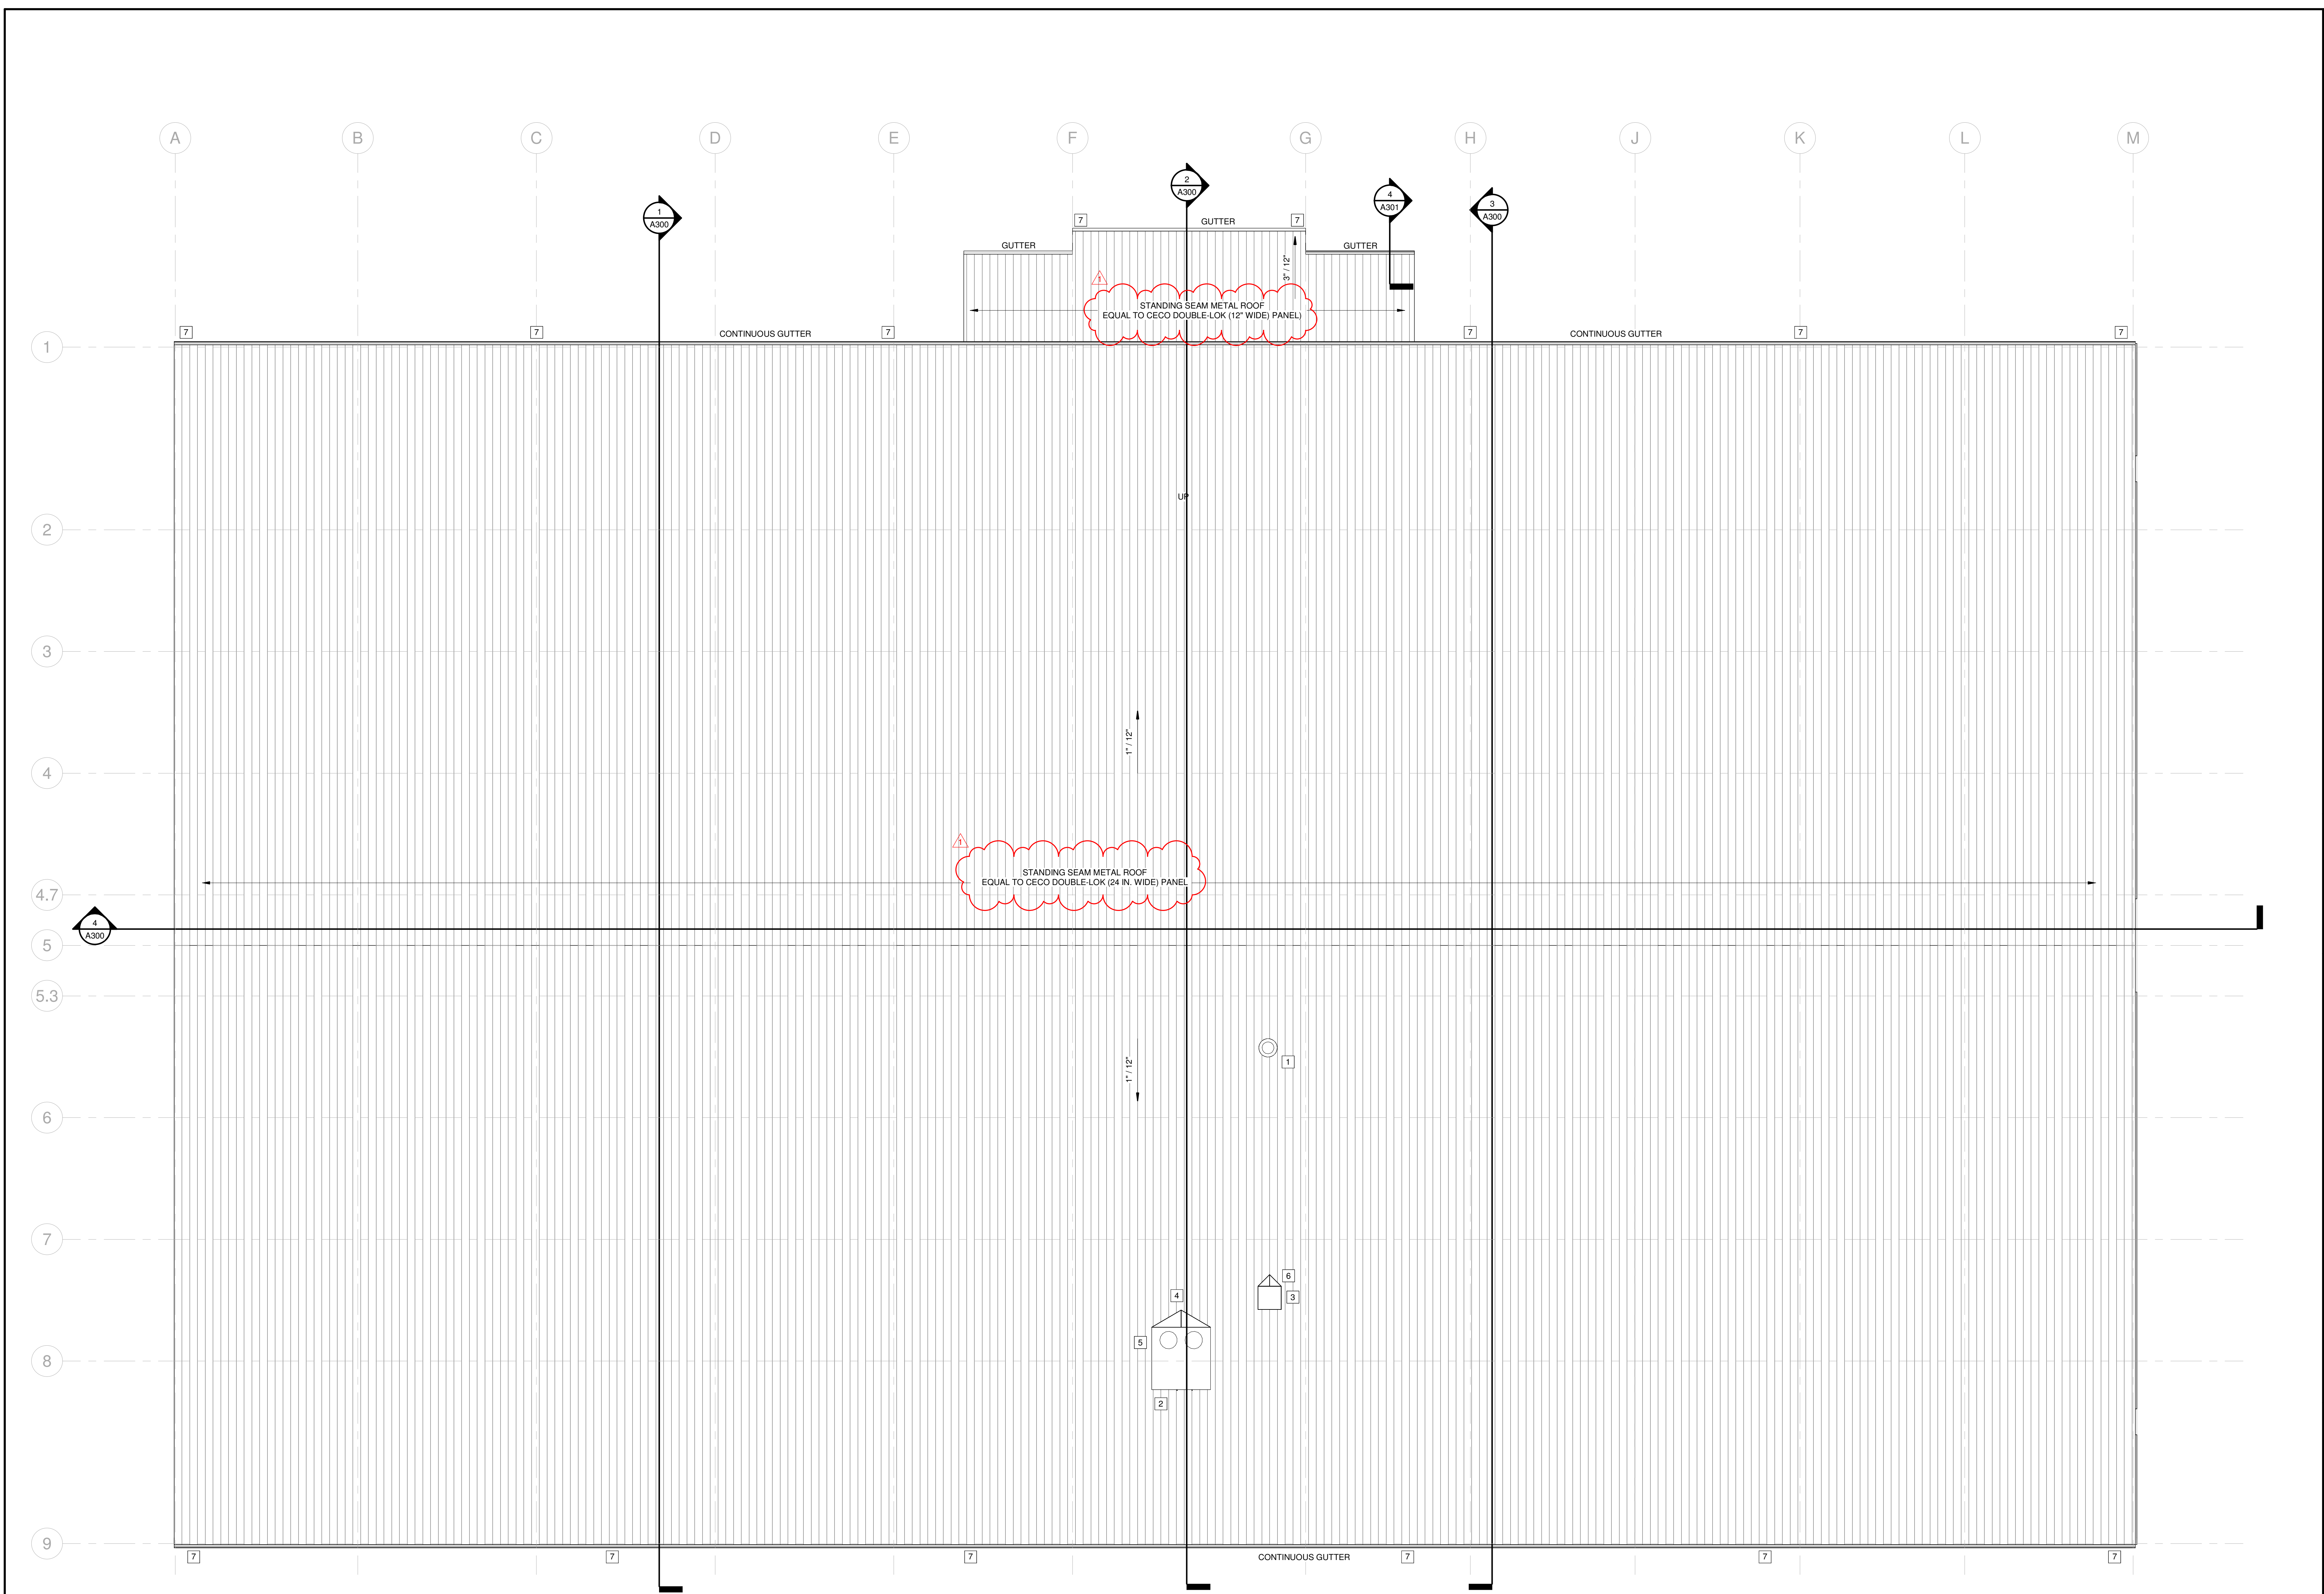 A
B
C
D
E
F
G
H
J
K
L
M
2
A300
4
A301
3
A300
1
A300
7
GUTTER
7
GUTTER
GUTTER
3" / 12"
1
STANDING SEAM METAL ROOF
EQUAL TO CECO DOUBLE-LOK (12" WIDE) PANEL)
7
7
CONTINUOUS GUTTER
7
7
CONTINUOUS GUTTER
7
7
1
UP
2
3
1" / 12"
4
1
STANDING SEAM METAL ROOF
EQUAL TO CECO DOUBLE-LOK (24 IN. WIDE) PANEL
4.7
4
A300
5
5.3
1
1" / 12"
6
7
6
3
4
5
8
2
9
7
7
7
CONTINUOUS GUTTER
7
7
7